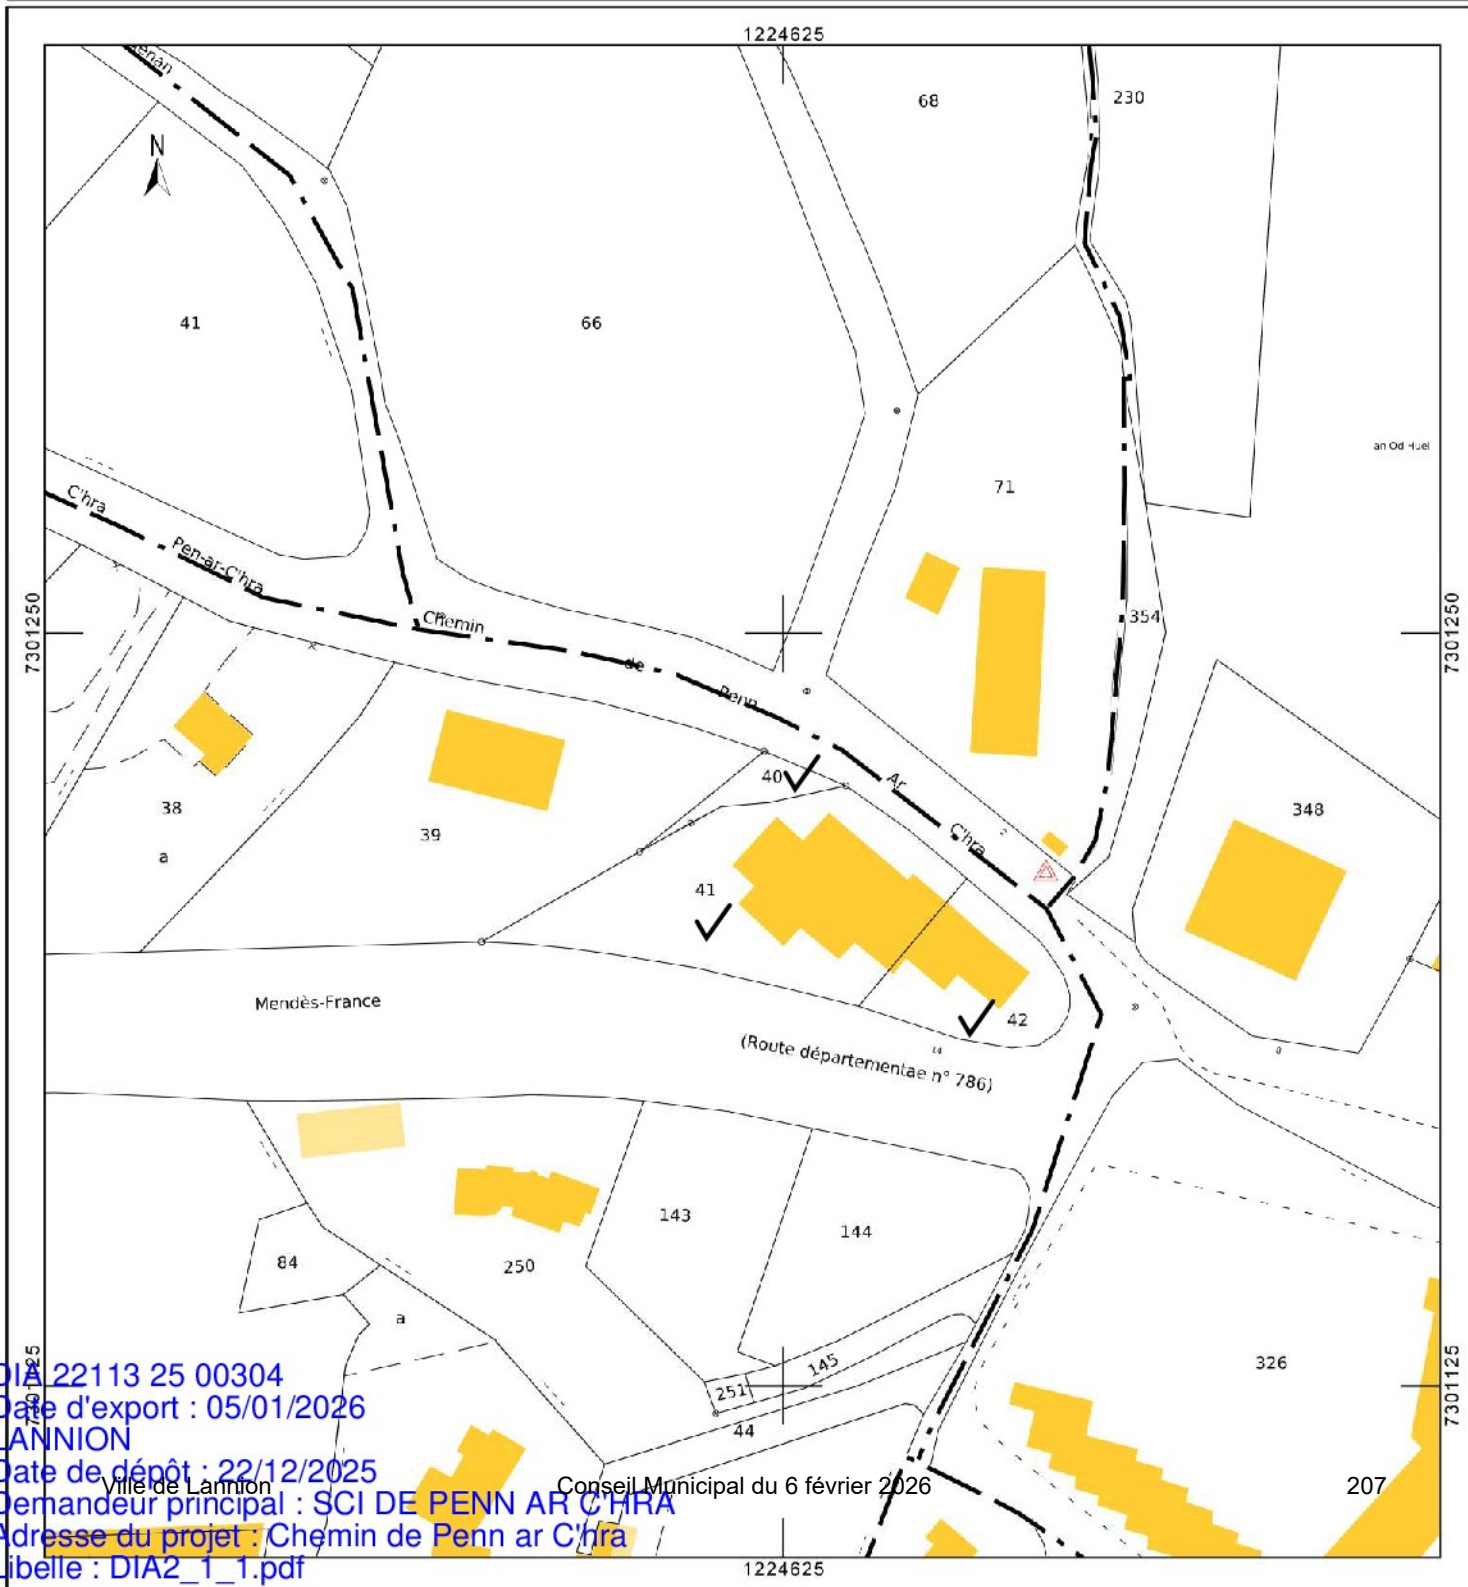 1224625
enan
N
68
230
41
66
an Od Huel
71
C'hra
Pen-ar-C'hra
Chemin
de
Penn
Ar
C'hra
354
7301250
7301250
40
38
a
39
2
348
41
Mendès-France
42
(Route départementae n° 786)
14
8
143
144
84
250
a
145
251
44
326
7301125
DIA 22113 25 00304
Date d'export : 05/01/2026
LANNION
Date de dépôt : 22/12/2025
Ville de Lannion Conseil Municipal du 6 février 2026 207
Demandeur principal : SCI DE PENN AR C'HRA
Adresse du projet : Chemin de Penn ar C'hra
Libelle : DIA2_1_1.pdf
1224625